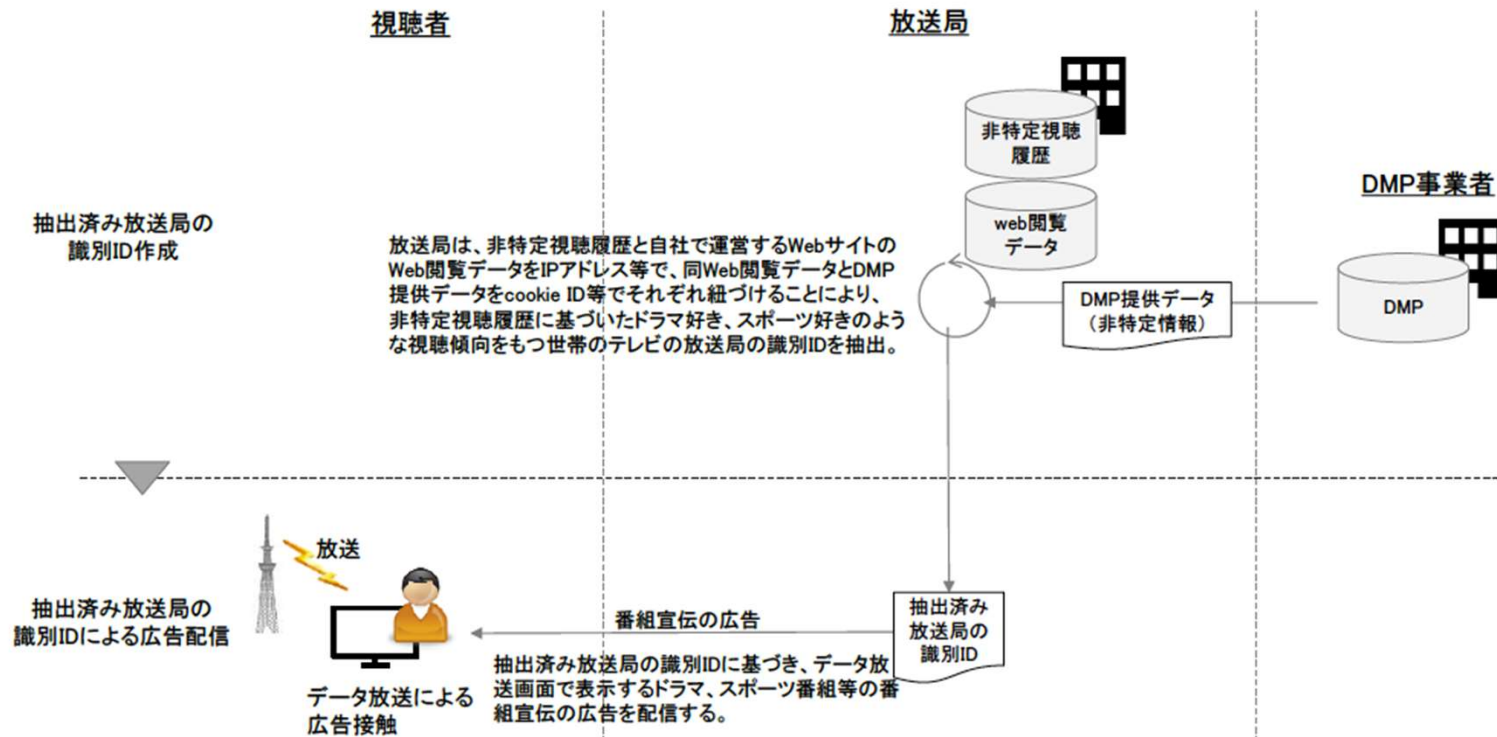 視聴者
放送局
非特定視聴
履歴
DMP事業者
抽出済み放送局の
識別ID作成
web閲覧
データ
放送局は、非特定視聴履歴と自社で運営するWebサイトの
Web閲覧データをIPアドレス等で、同Web閲覧データとDMP
提供データをcookie ID等でそれぞれ紐づけることにより、
非特定視聴履歴に基づいたドラマ好き、スポーツ好きのよう
な視聴傾向をもつ世帯のテレビの放送局の識別IDを抽出。
DMP提供データ
（非特定情報）
DMP
放送
抽出済み放送局の
識別IDによる広告配信
番組宣伝の広告
抽出済み
放送局の
識別ID
抽出済み放送局の識別IDに基づき、データ放
送画面で表示するドラマ、スポーツ番組等の番
組宣伝の広告を配信する。
データ放送による
広告接触